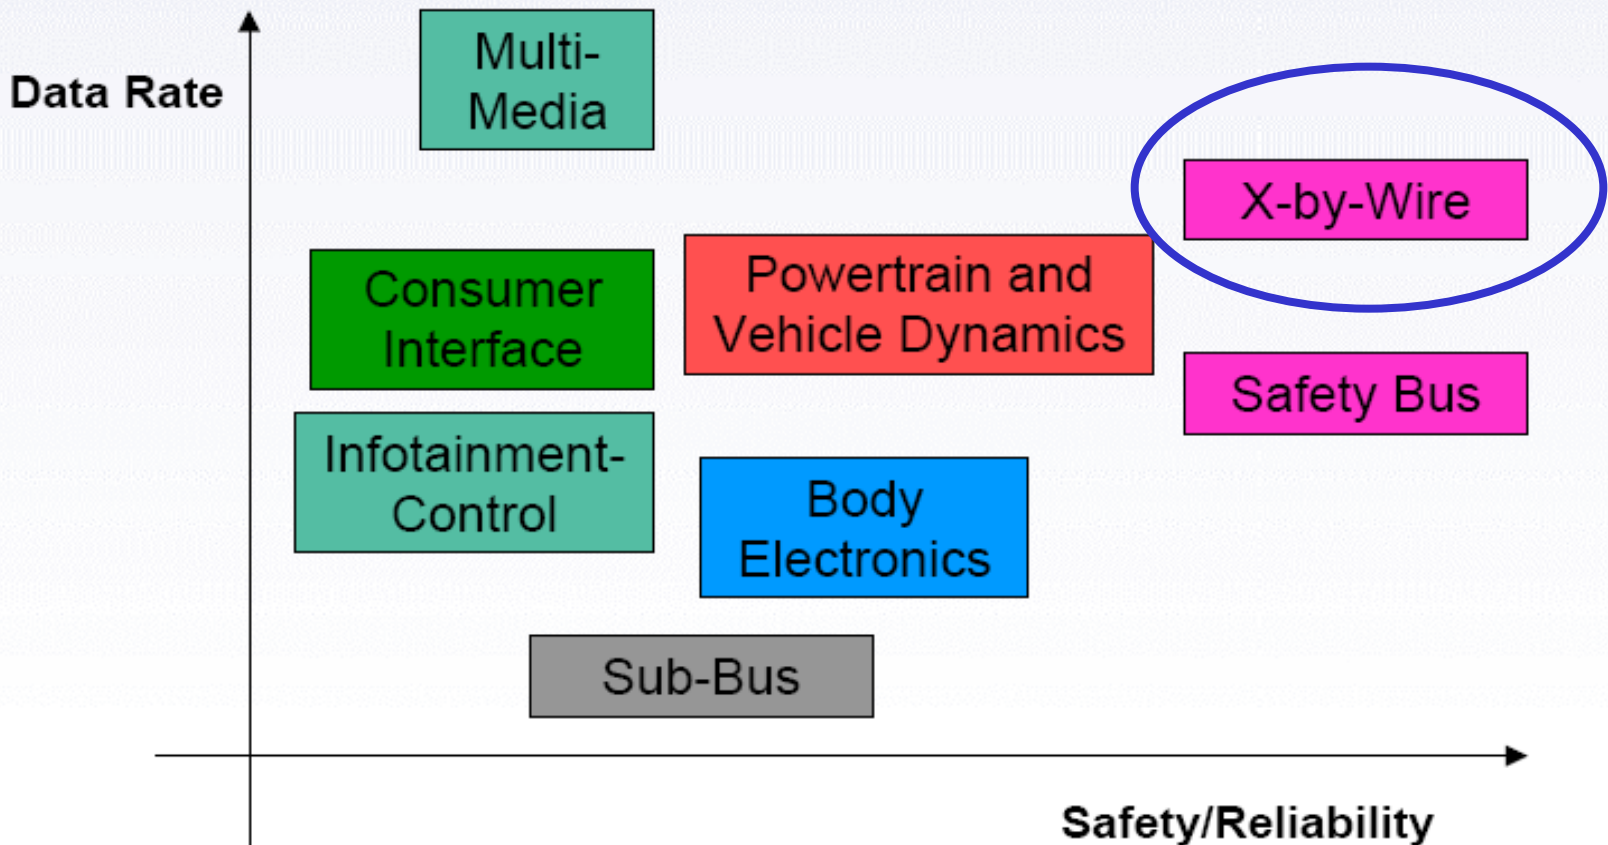 Data Rate
Multi-
Media
X-by-Wire
Consumer
Interface
Powertrain and
Vehicle Dynamics
Safety Bus
Infotainment-
Control
Body
Electronics
Sub-Bus
Safety/Reliability